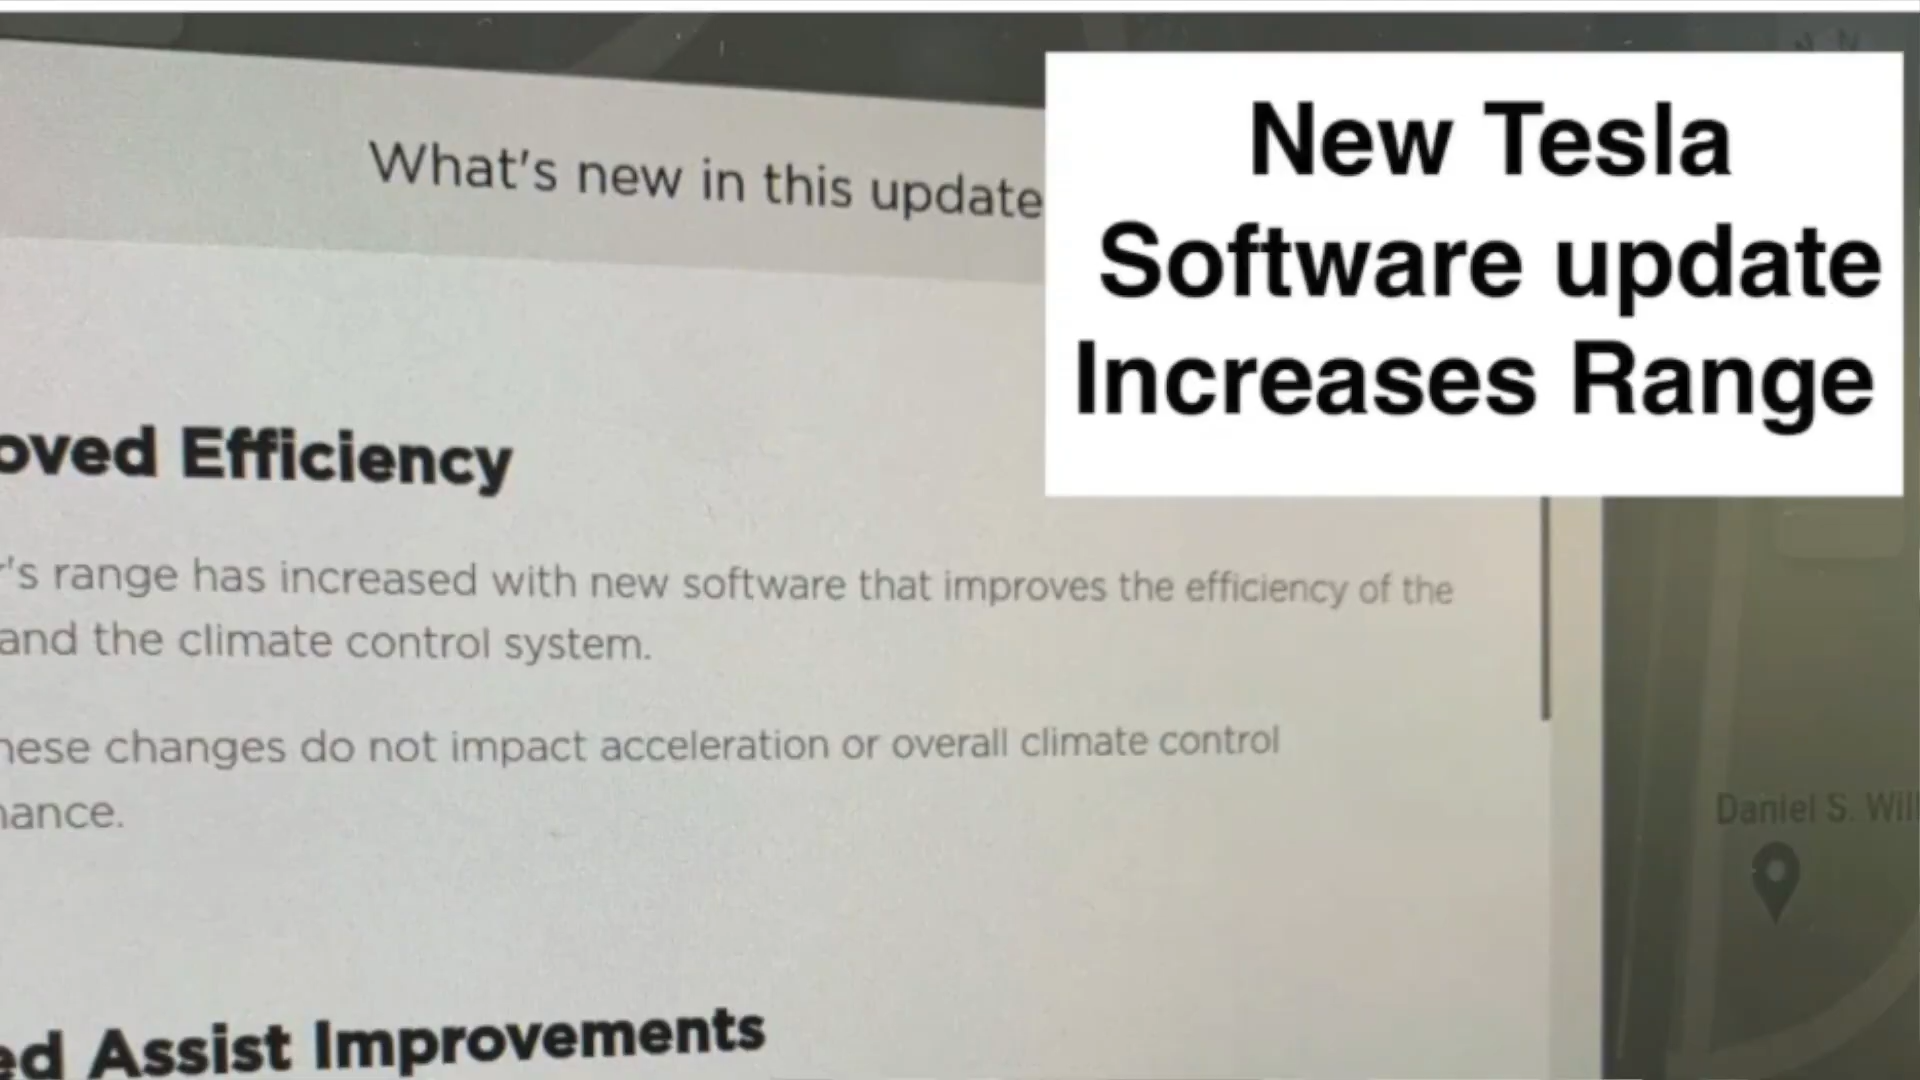 What's new in this update
New Tesla
Software update
Increases Range
oved Efficiency
r's range has increased with new software that improves the efficiency of the
and the climate control system.
hese changes do not impact acceleration or overall climate control
nance.
Daniel S. Will
ed Assist Improvements